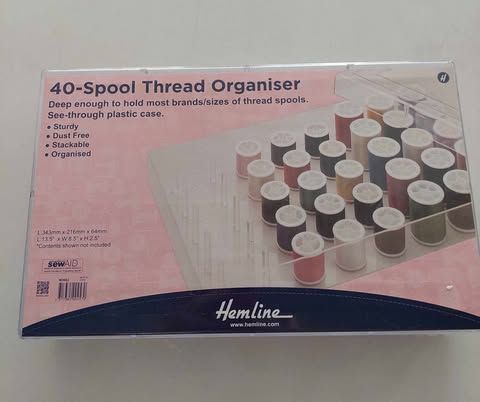 40-Spool Thread Organiser
H
Deep enough to hold most brands/sizes of thread spools.
See-through plastic case.
• Sturdy
• Dust Free
• Stackable
• Organised
L 343mm x 216mm x 64mm
L 13.5" x W 8.5" x H 2.5"
*Contents shown not included
sewAID
Hemline
www.hemline.com